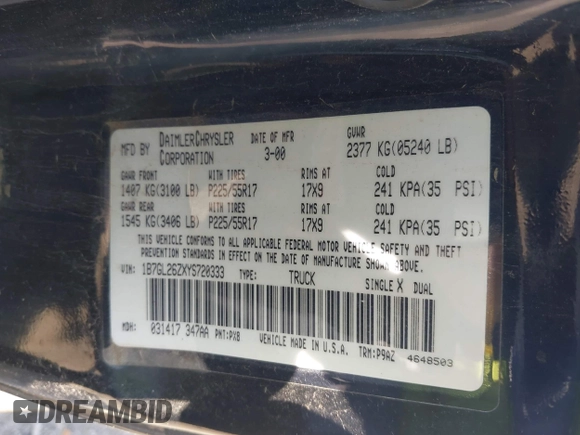 MFD BY DAIMLERCHRYSLER CORPORATION DATE OF MFR 3-00 GVWR 2377 KG(05240 LB)
GAWR FRONT WITH TIRES RIMS AT COLD
1407 KG(3100 LB) P225/55R17 17X9 241 KPA(35 PSI)
GAWR REAR WITH TIRES RIMS AT COLD
1545 KG(3406 LB) P225/55R17 17X9 241 KPA(35 PSI)
THIS VEHICLE CONFORMS TO ALL APPLICABLE FEDERAL MOTOR VEHICLE SAFETY AND THEFT
PREVENTION STANDARDS IN EFFECT ON THE DATE OF MANUFACTURE SHOWN ABOVE.
VIN: 1B7GL26ZXYS720333 TYPE: TRUCK SINGLE X DUAL
MDH: 031417 347AA PNT:PX8 VEHICLE MADE IN U.S.A. TRM:P9AZ 4648503
DREAMBID